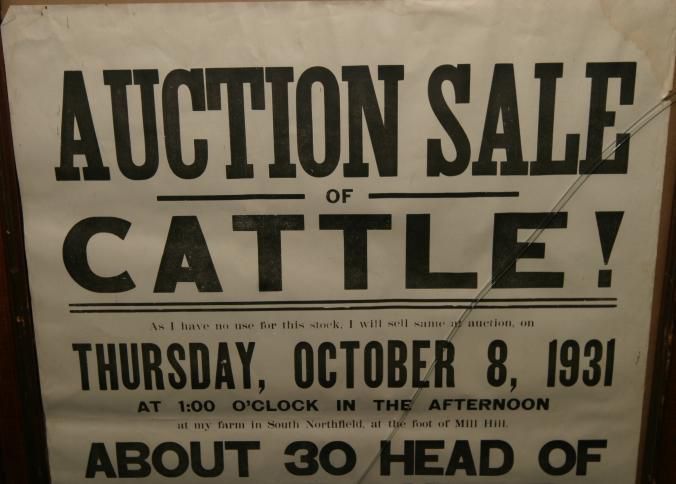 AUCTION SALE
OF
CATTLE!
As I have no use for this stock, I will sell same at auction, on
THURSDAY, OCTOBER 8, 1931
AT 1:00 O'CLOCK IN THE AFTERNOON
at my farm in South Northfield, at the foot of Mill Hill.
ABOUT 30 HEAD OF